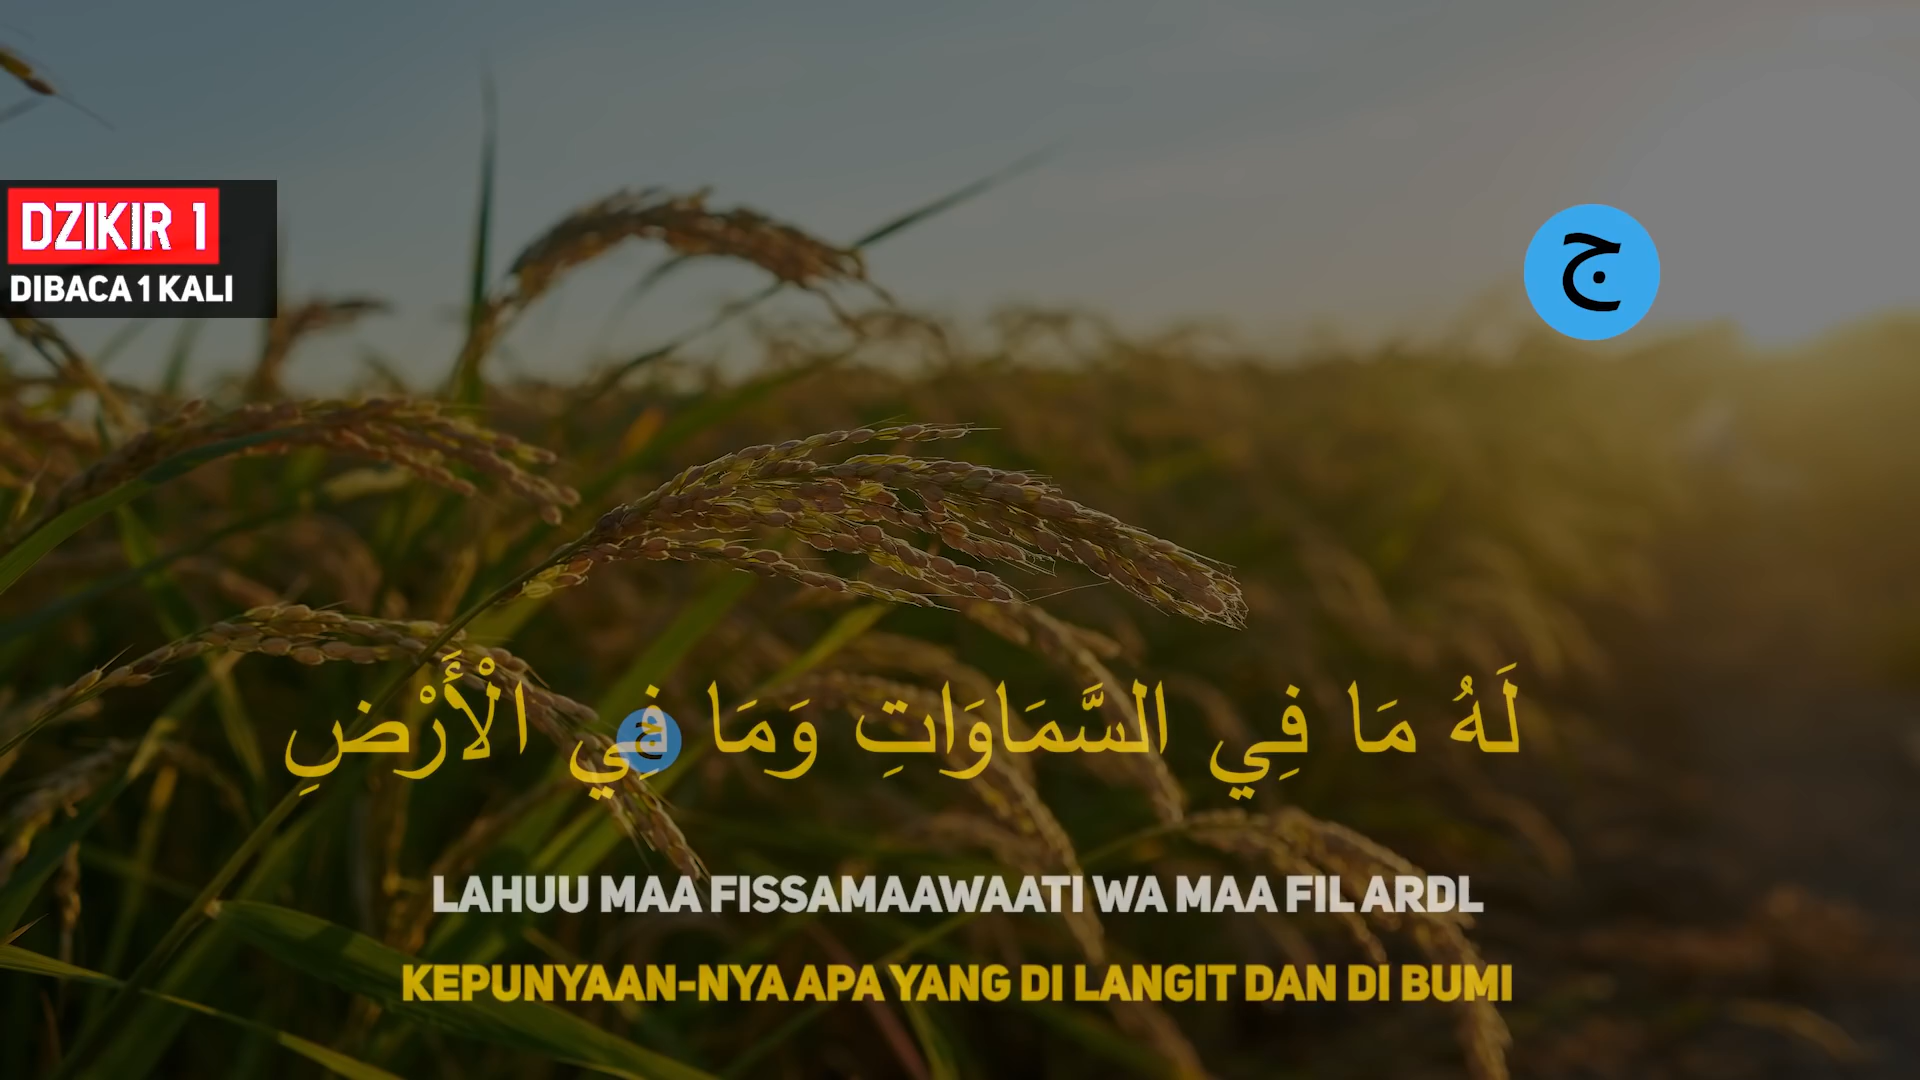 DZIKIR 1
DIBACA 1 KALI
ج
لَهُ مَا فِي السَّمَاوَاتِ وَمَا فِي الْأَرْضِ
ج
LAHUU MAA FISSAMAAWAATI WA MAA FIL ARDL
KEPUNYAAN-NYA APA YANG DI LANGIT DAN DI BUMI